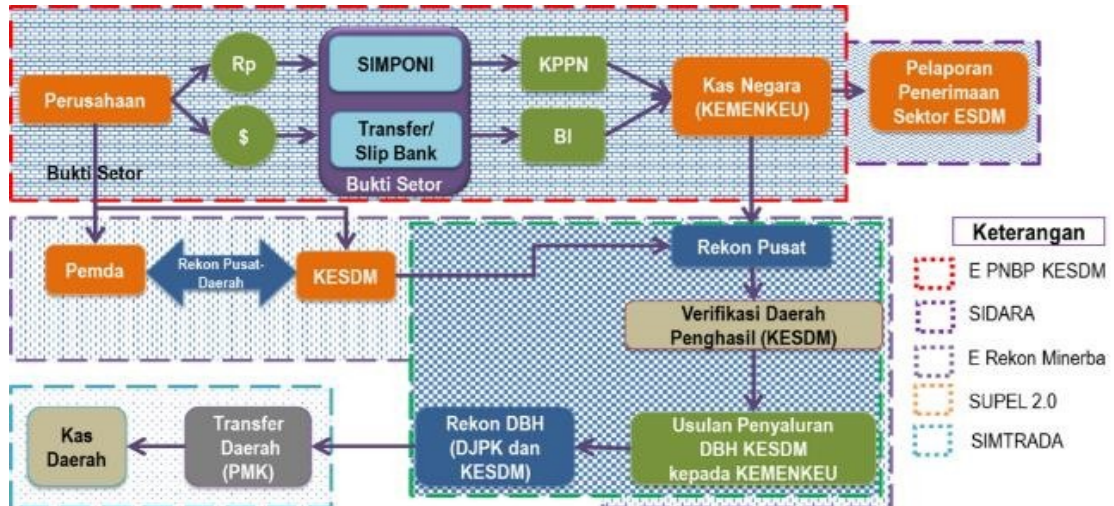 Perusahaan
Rp
$
SIMPONI
Transfer/
Slip Bank
Bukti Setor
KPPN
BI
Kas Negara
(KEMENKEU)
Pelaporan
Penerimaan
Sektor ESDM
Bukti Setor
Pemda
Rekon Pusat-
Daerah
KESDM
Rekon Pusat
Verifikasi Daerah
Penghasil (KESDM)
Usulan Penyaluran
DBH KESDM
kepada KEMENKEU
Rekon DBH
(DJPK dan
KESDM)
Transfer
Daerah
(PMK)
Kas
Daerah
Keterangan
E PNBP KESDM
SIDARA
E Rekon Minerba
SUPEL 2.0
SIMTRADA